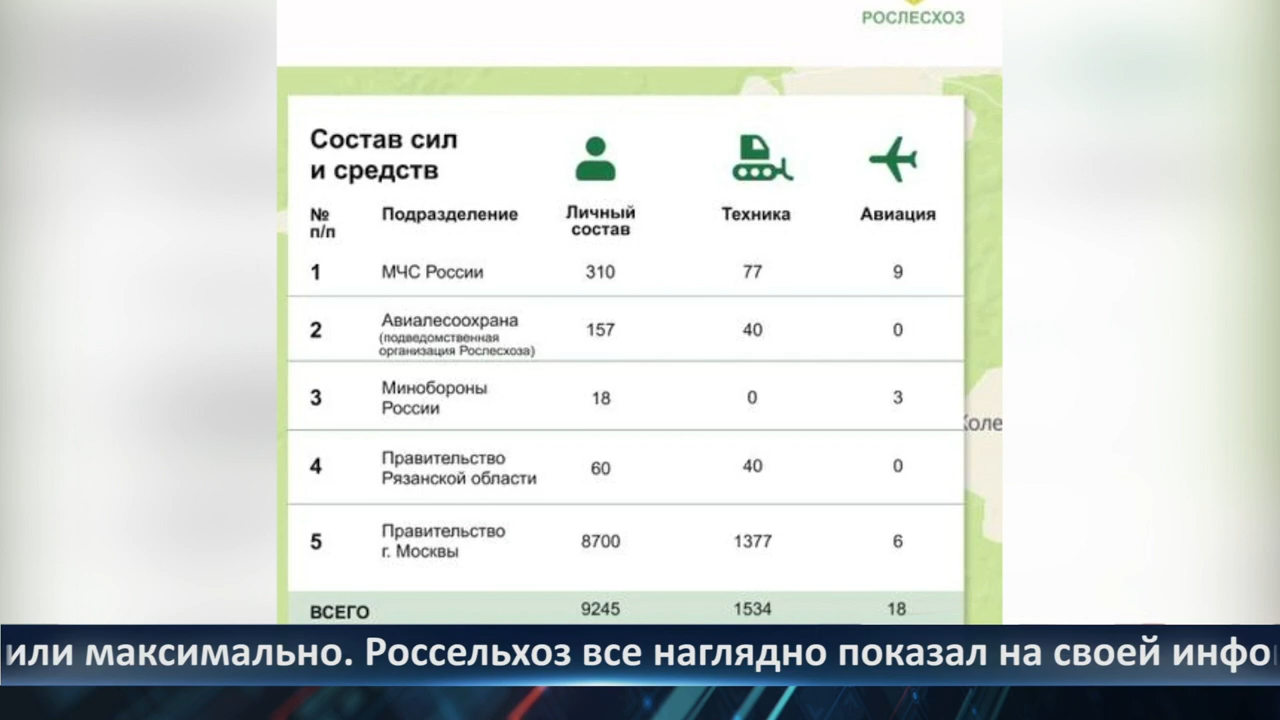 РОСЛЕСХОЗ
Состав сил
и средств
№
п/п
Подразделение
Личный
состав
Техника
Авиация
1 МЧС России 310 77 9
2 Авиалесоохрана 157 40 0
(подведомственная
организация Рослесхоза)
3 Минобороны
России 18 0 3
4 Правительство
Рязанской области 60 40 0
5 Правительство
г. Москвы 8700 1377 6
ВСЕГО 9245 1534 18
Коле
или максимально. Россельхоз все наглядно показал на своей инфо